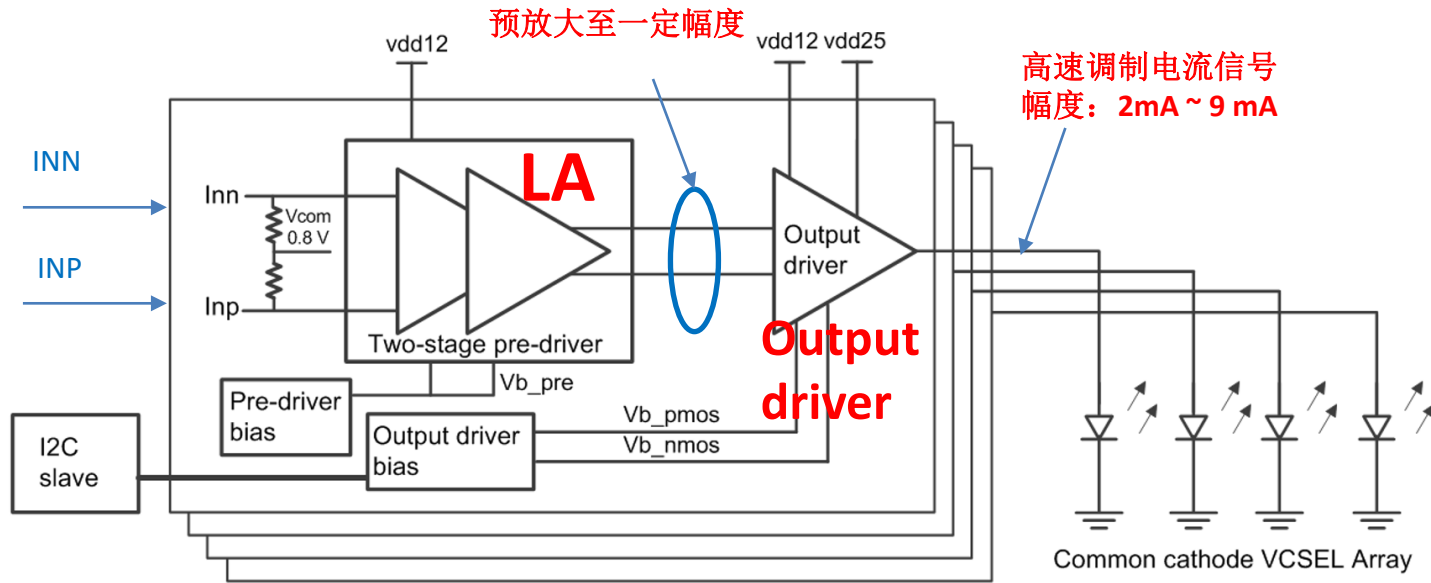 预放大至一定幅度
vdd12
vdd12 vdd25
高速调制电流信号
幅度：2mA ~ 9 mA
INN
LA
Inn
Vcom
0.8 V
Output
driver
INP
Inp
Two-stage pre-driver
Output
driver
Vb_pre
Pre-driver
bias
Vb_pmos
Output driver
bias
Vb_nmos
I2C
slave
Common cathode VCSEL Array